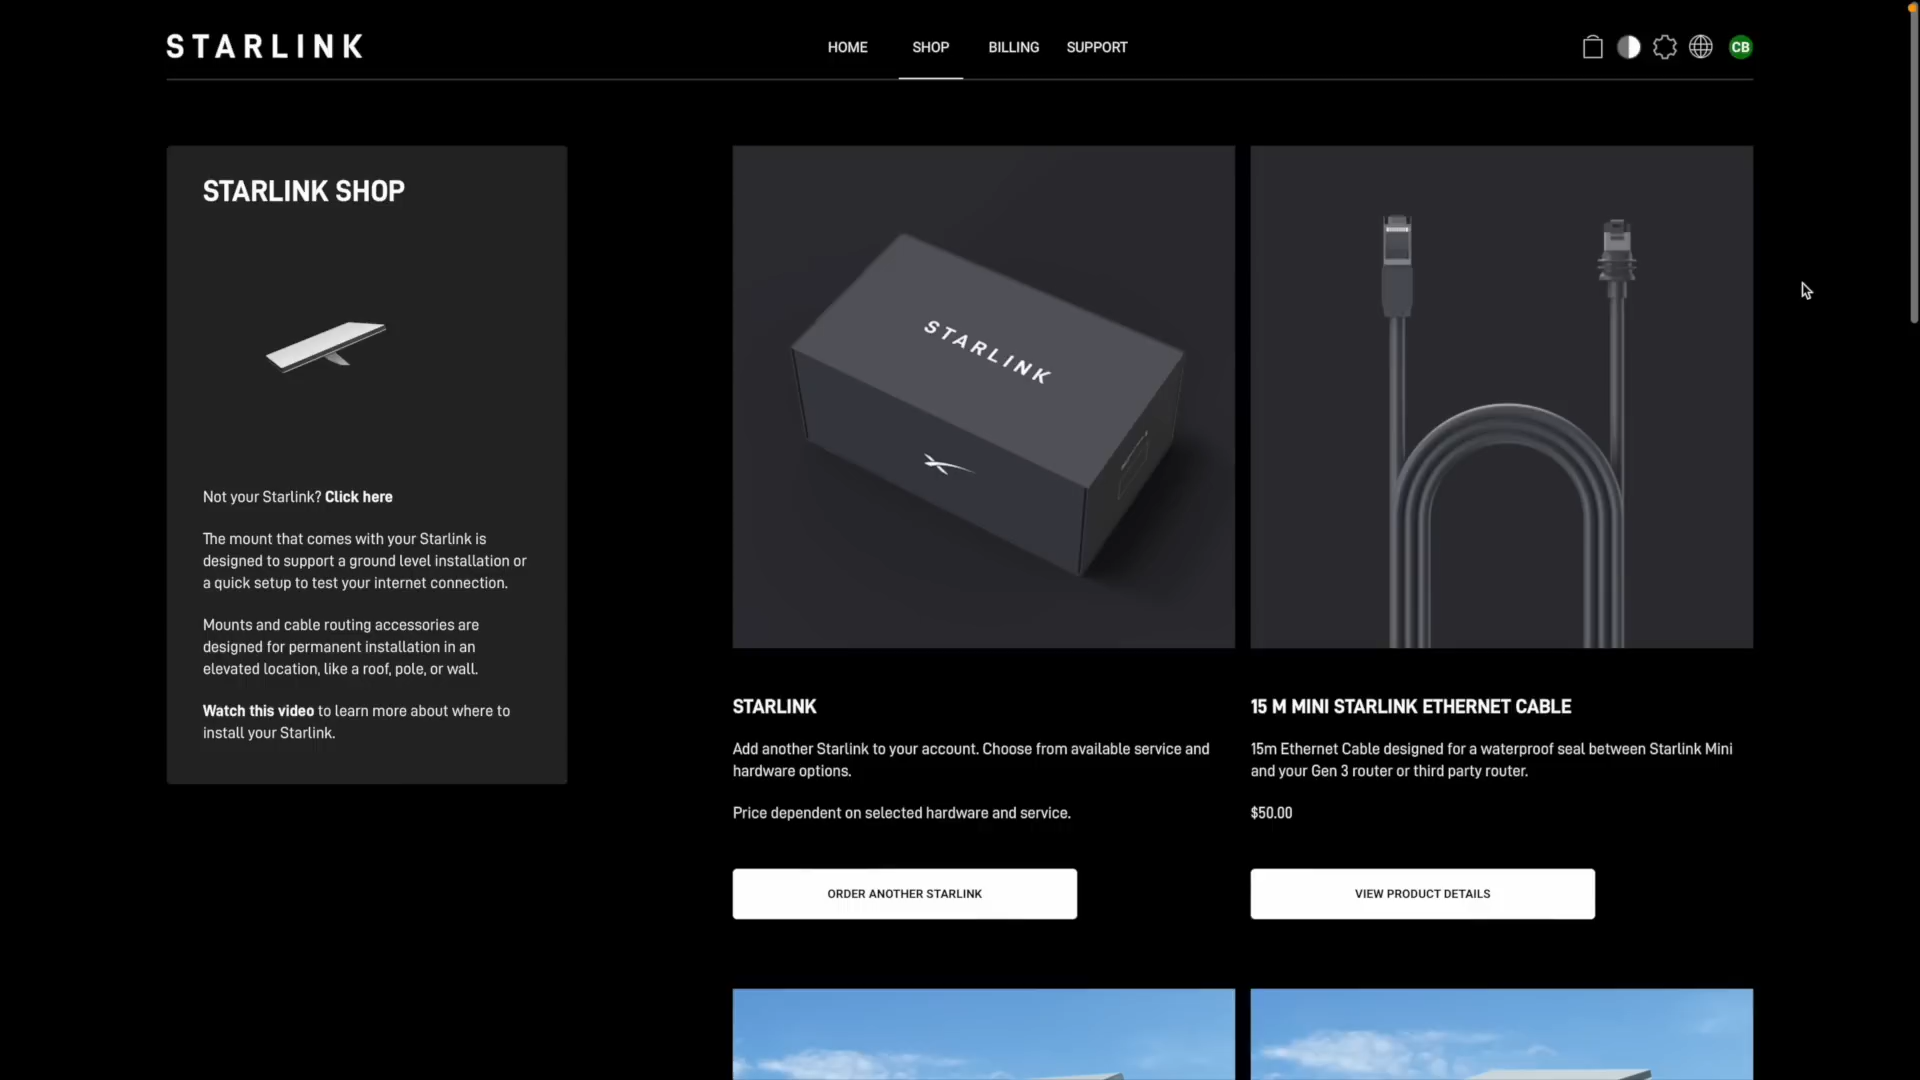 STARLINK
HOME
SHOP
BILLING
SUPPORT
CB
STARLINK SHOP
Not your Starlink? Click here
The mount that comes with your Starlink is
designed to support a ground level installation or
a quick setup to test your internet connection.
Mounts and cable routing accessories are
designed for permanent installation in an
elevated location, like a roof, pole, or wall.
Watch this video to learn more about where to
install your Starlink.
STARLINK
STARLINK
Add another Starlink to your account. Choose from available service and
hardware options.
Price dependent on selected hardware and service.
ORDER ANOTHER STARLINK
15 M MINI STARLINK ETHERNET CABLE
15m Ethernet Cable designed for a waterproof seal between Starlink Mini
and your Gen 3 router or third party router.
$50.00
VIEW PRODUCT DETAILS